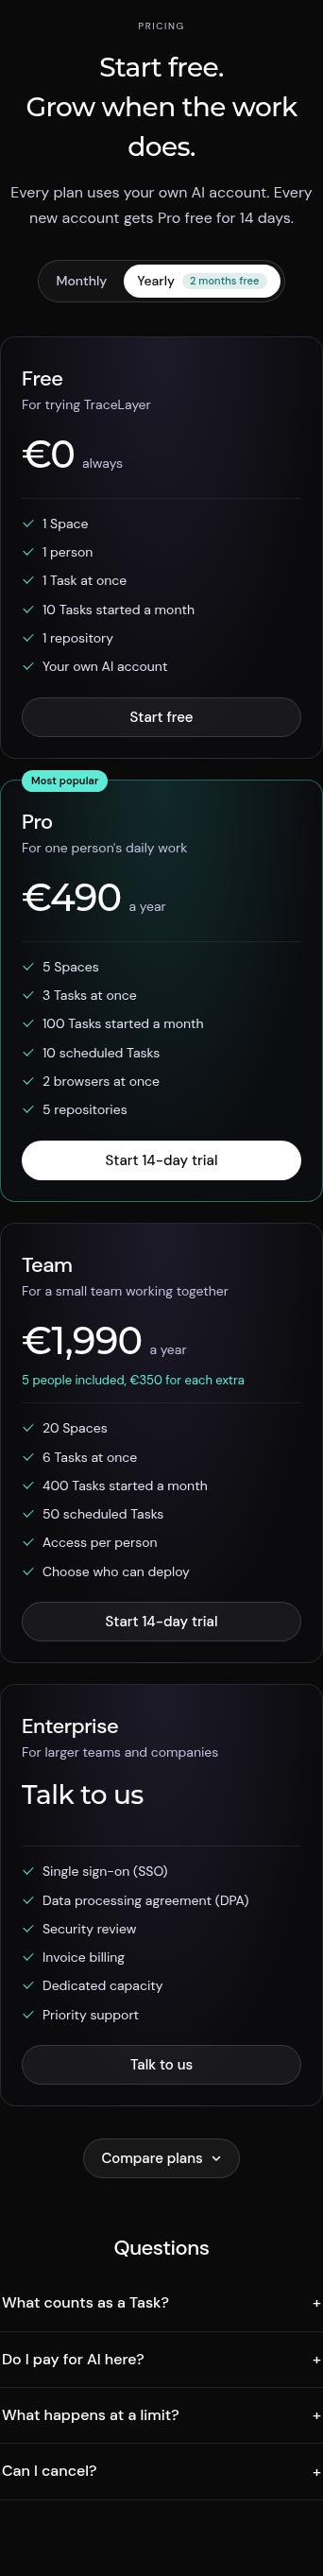 PRICING
Start free.
Grow when the work
does.
Every plan uses your own AI account. Every
new account gets Pro free for 14 days.
Monthly Yearly 2 months free
Free
For trying TraceLayer
€0 always
1 Space
1 person
1 Task at once
10 Tasks started a month
1 repository
Your own AI account
Start free
Most popular
Pro
For one person's daily work
€490 a year
5 Spaces
3 Tasks at once
100 Tasks started a month
10 scheduled Tasks
2 browsers at once
5 repositories
Start 14-day trial
Team
For a small team working together
€1,990 a year
5 people included, €350 for each extra
20 Spaces
6 Tasks at once
400 Tasks started a month
50 scheduled Tasks
Access per person
Choose who can deploy
Start 14-day trial
Enterprise
For larger teams and companies
Talk to us
Single sign-on (SSO)
Data processing agreement (DPA)
Security review
Invoice billing
Dedicated capacity
Priority support
Talk to us
Compare plans
Questions
What counts as a Task? +
Do I pay for AI here? +
What happens at a limit? +
Can I cancel? +